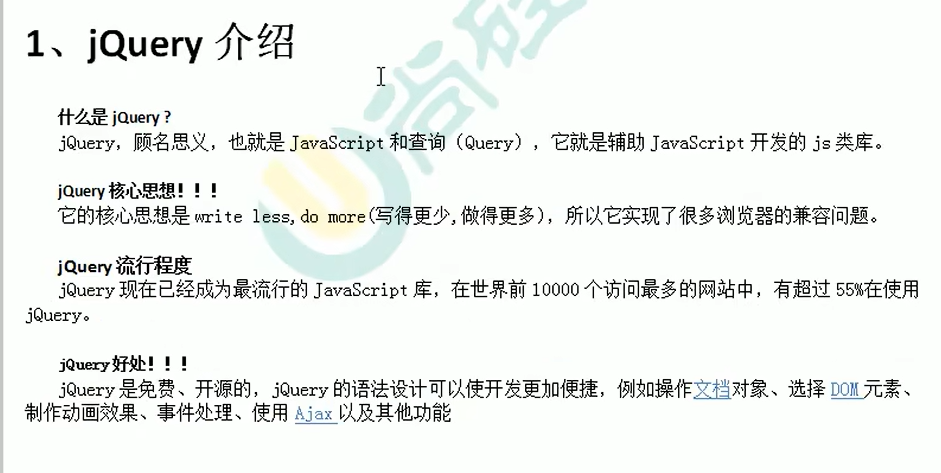 1、jQuery 介绍
尚硅
什么是 jQuery ?
jQuery，顾名思义，也就是 JavaScript 和查询（Query），它就是辅助 JavaScript 开发的 js 类库。
jQuery 核心思想！！！
它的核心思想是 write less,do more(写得更少,做得更多)，所以它实现了很多浏览器的兼容问题。
jQuery 流行程度
jQuery 现在已经成为最流行的 JavaScript 库，在世界前 10000 个访问最多的网站中，有超过 55%在使用
jQuery。
jQuery 好处！！！
jQuery 是免费、开源的，jQuery 的语法设计可以使开发更加便捷，例如操作文档对象、选择 DOM 元素、
制作动画效果、事件处理、使用 Ajax 以及其他功能